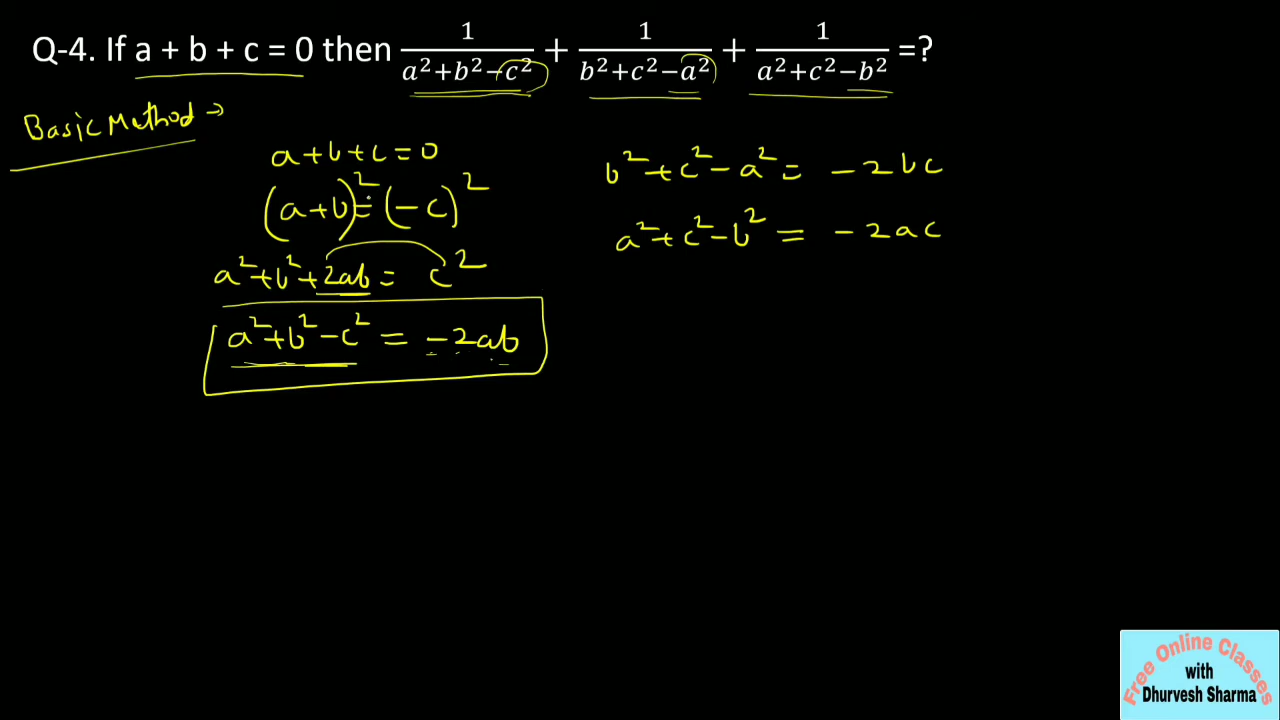 Q-4. If a + b + c = 0 then 1/(a²+b²−c²) + 1/(b²+c²−a²) + 1/(a²+c²−b²) =?
Basic Method →
a+b+c=0
(a+b)²=(−c)²
a²+b²+2ab=c²
a²+b²−c² = −2ab
b²+c²−a² = −2bc
a²+c²−b² = −2ac
Free Online Classes
with
Dhurvesh Sharma